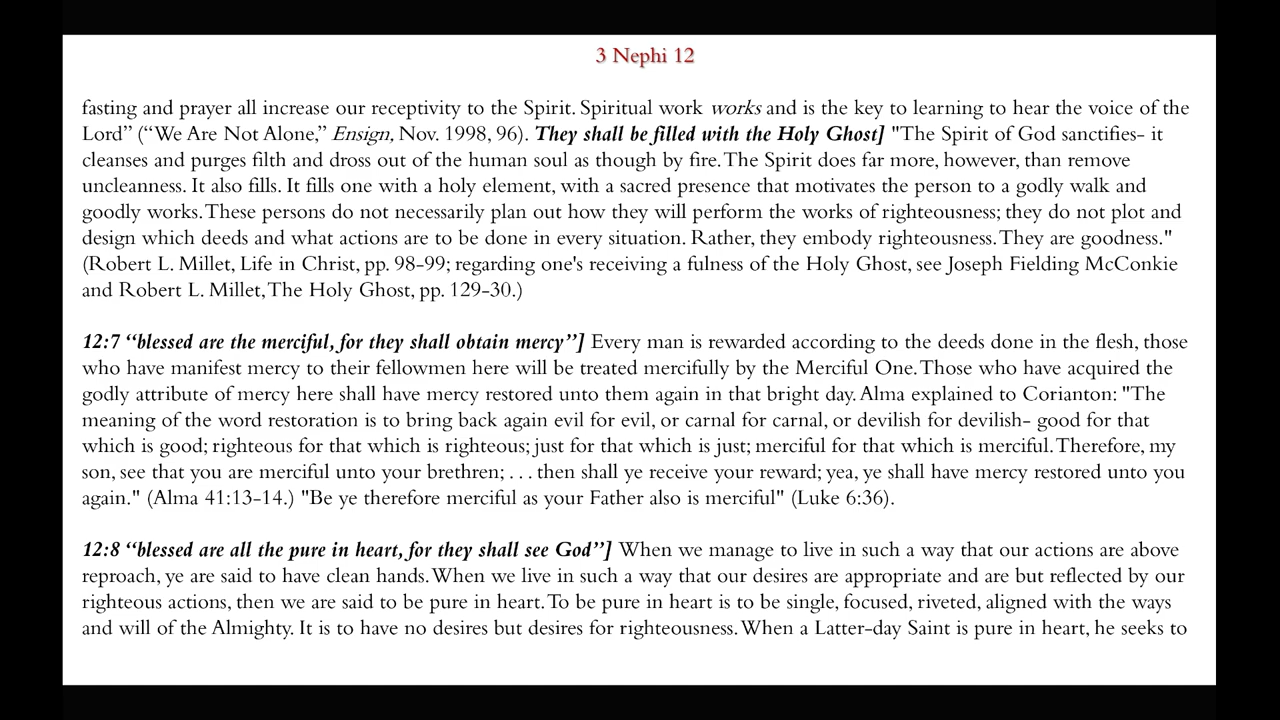 3 Nephi 12
fasting and prayer all increase our receptivity to the Spirit. Spiritual work works and is the key to learning to hear the voice of the
Lord” (“We Are Not Alone,” Ensign, Nov. 1998, 96). They shall be filled with the Holy Ghost] "The Spirit of God sanctifies- it
cleanses and purges filth and dross out of the human soul as though by fire. The Spirit does far more, however, than remove
uncleanness. It also fills. It fills one with a holy element, with a sacred presence that motivates the person to a godly walk and
goodly works. These persons do not necessarily plan out how they will perform the works of righteousness; they do not plot and
design which deeds and what actions are to be done in every situation. Rather, they embody righteousness. They are goodness."
(Robert L. Millet, Life in Christ, pp. 98-99; regarding one's receiving a fulness of the Holy Ghost, see Joseph Fielding McConkie
and Robert L. Millet, The Holy Ghost, pp. 129-30.)
12:7 “blessed are the merciful, for they shall obtain mercy”] Every man is rewarded according to the deeds done in the flesh, those
who have manifest mercy to their fellowmen here will be treated mercifully by the Merciful One. Those who have acquired the
godly attribute of mercy here shall have mercy restored unto them again in that bright day. Alma explained to Corianton: "The
meaning of the word restoration is to bring back again evil for evil, or carnal for carnal, or devilish for devilish- good for that
which is good; righteous for that which is righteous; just for that which is just; merciful for that which is merciful. Therefore, my
son, see that you are merciful unto your brethren; . . . then shall ye receive your reward; yea, ye shall have mercy restored unto you
again." (Alma 41:13-14.) "Be ye therefore merciful as your Father also is merciful" (Luke 6:36).
12:8 “blessed are all the pure in heart, for they shall see God”] When we manage to live in such a way that our actions are above
reproach, ye are said to have clean hands. When we live in such a way that our desires are appropriate and are but reflected by our
righteous actions, then we are said to be pure in heart. To be pure in heart is to be single, focused, riveted, aligned with the ways
and will of the Almighty. It is to have no desires but desires for righteousness. When a Latter-day Saint is pure in heart, he seeks to